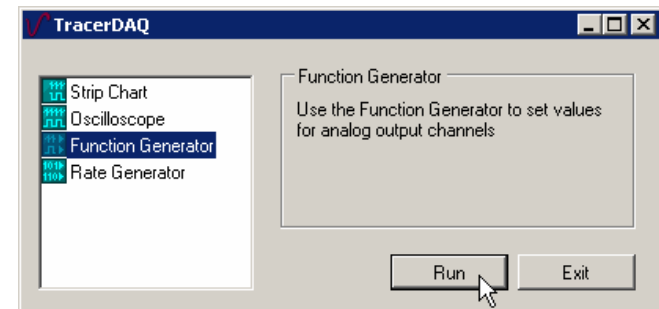 TracerDAQ
Strip Chart
Oscilloscope
Function Generator
Rate Generator
Function Generator
Use the Function Generator to set values
for analog output channels
Run
Exit